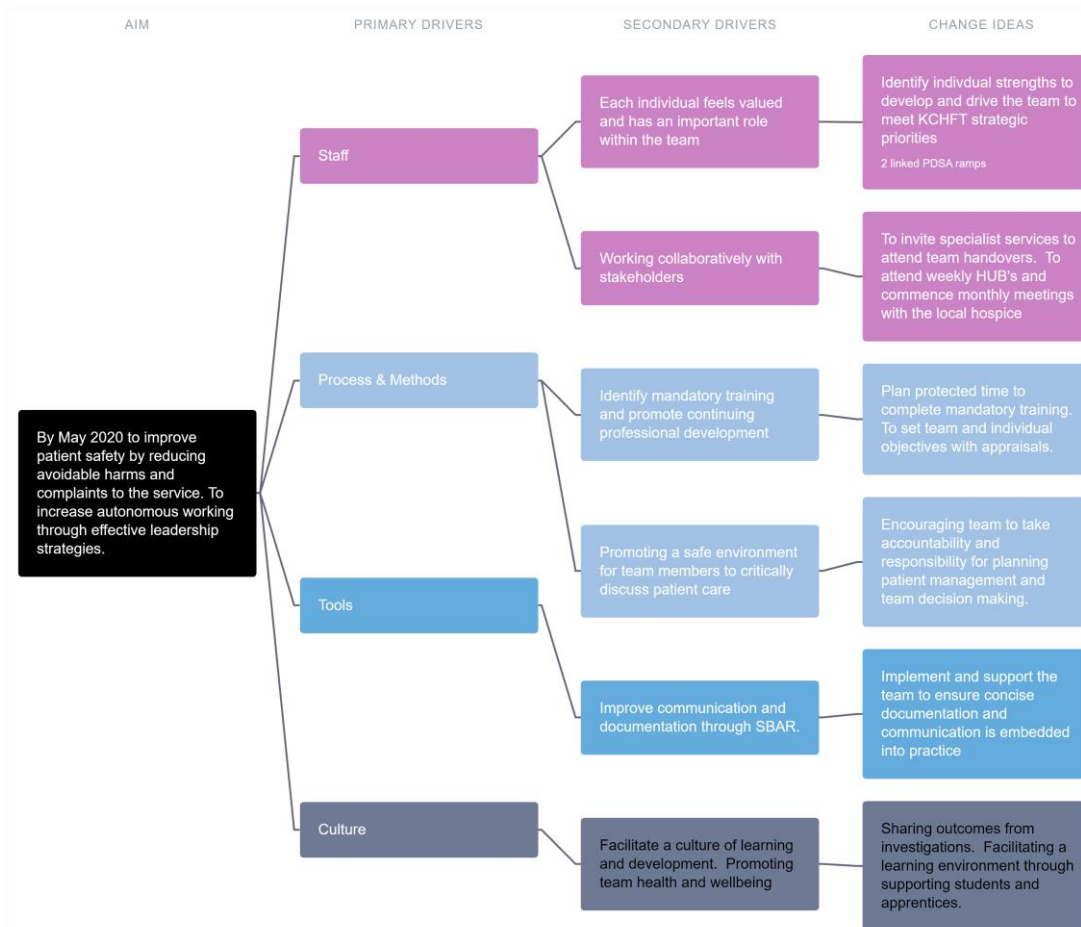 AIM
PRIMARY DRIVERS
SECONDARY DRIVERS
CHANGE IDEAS
By May 2020 to improve
patient safety by reducing
avoidable harms and
complaints to the service. To
increase autonomous working
through effective leadership
strategies.
Staff
Each individual feels valued
and has an important role
within the team
Identify indivdual strengths to
develop and drive the team to
meet KCHFT strategic
priorities
2 linked PDSA ramps
Working collaboratively with
stakeholders
To invite specialist services to
attend team handovers.  To
attend weekly HUB's and
commence monthly meetings
with the local hospice
Process & Methods
Identify mandatory training
and promote continuing
professional development
Plan protected time to
complete mandatory training.
To set team and individual
objectives with appraisals.
Promoting a safe environment
for team members to critically
discuss patient care
Encouraging team to take
accountability and
responsibility for planning
patient management and
team decision making.
Tools
Improve communication and
documentation through SBAR.
Implement and support the
team to ensure concise
documentation and
communication is embedded
into practice
Culture
Facilitate a culture of learning
and development.  Promoting
team health and wellbeing
Sharing outcomes from
investigations.  Facilitating a
learning environment through
supporting students and
apprentices.